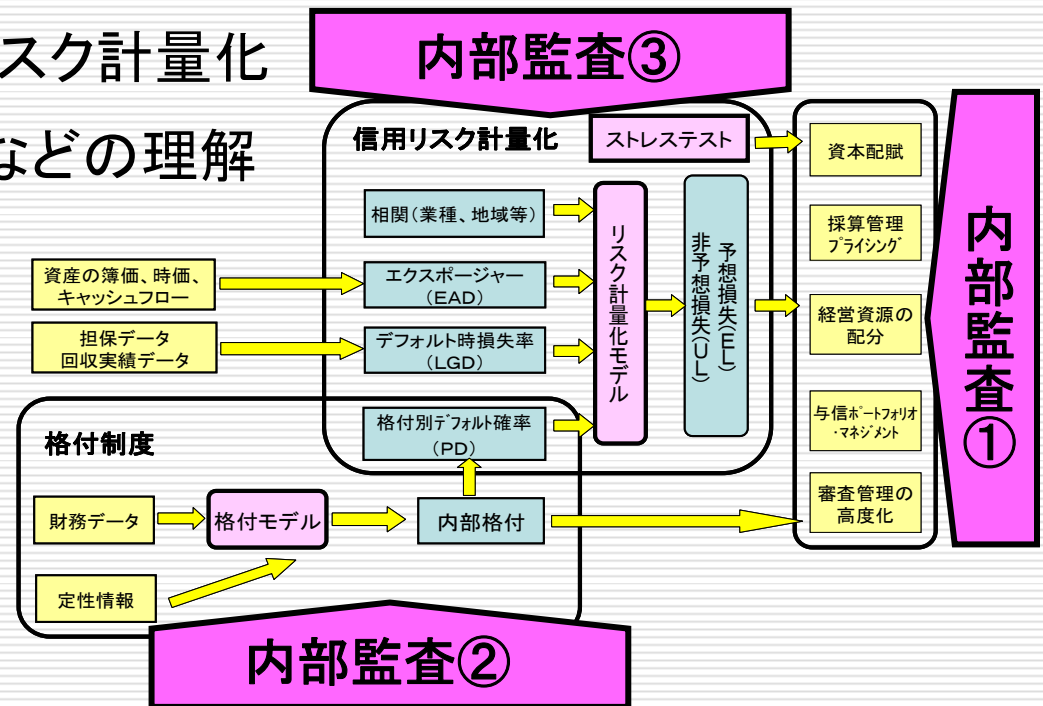 スク計量化
などの理解
内部監査③
信用リスク計量化
ストレステスト
相関(業種、地域等)
エクスポージャー
(EAD)
デフォルト時損失率
(LGD)
格付別ﾃﾞﾌｫﾙﾄ確率
(PD)
リスク計量化モデル
予想損失(EL)
非予想損失(UL)
資産の簿価、時価、
キャッシュフロー
担保データ
回収実績データ
格付制度
財務データ
格付モデル
内部格付
定性情報
資本配賦
採算管理
ﾌﾟﾗｲｼﾝｸﾞ
経営資源の
配分
与信ﾎﾟｰﾄﾌｫﾘｵ
・ﾏﾈｼﾞﾒﾝﾄ
審査管理の
高度化
内部監査①
内部監査②